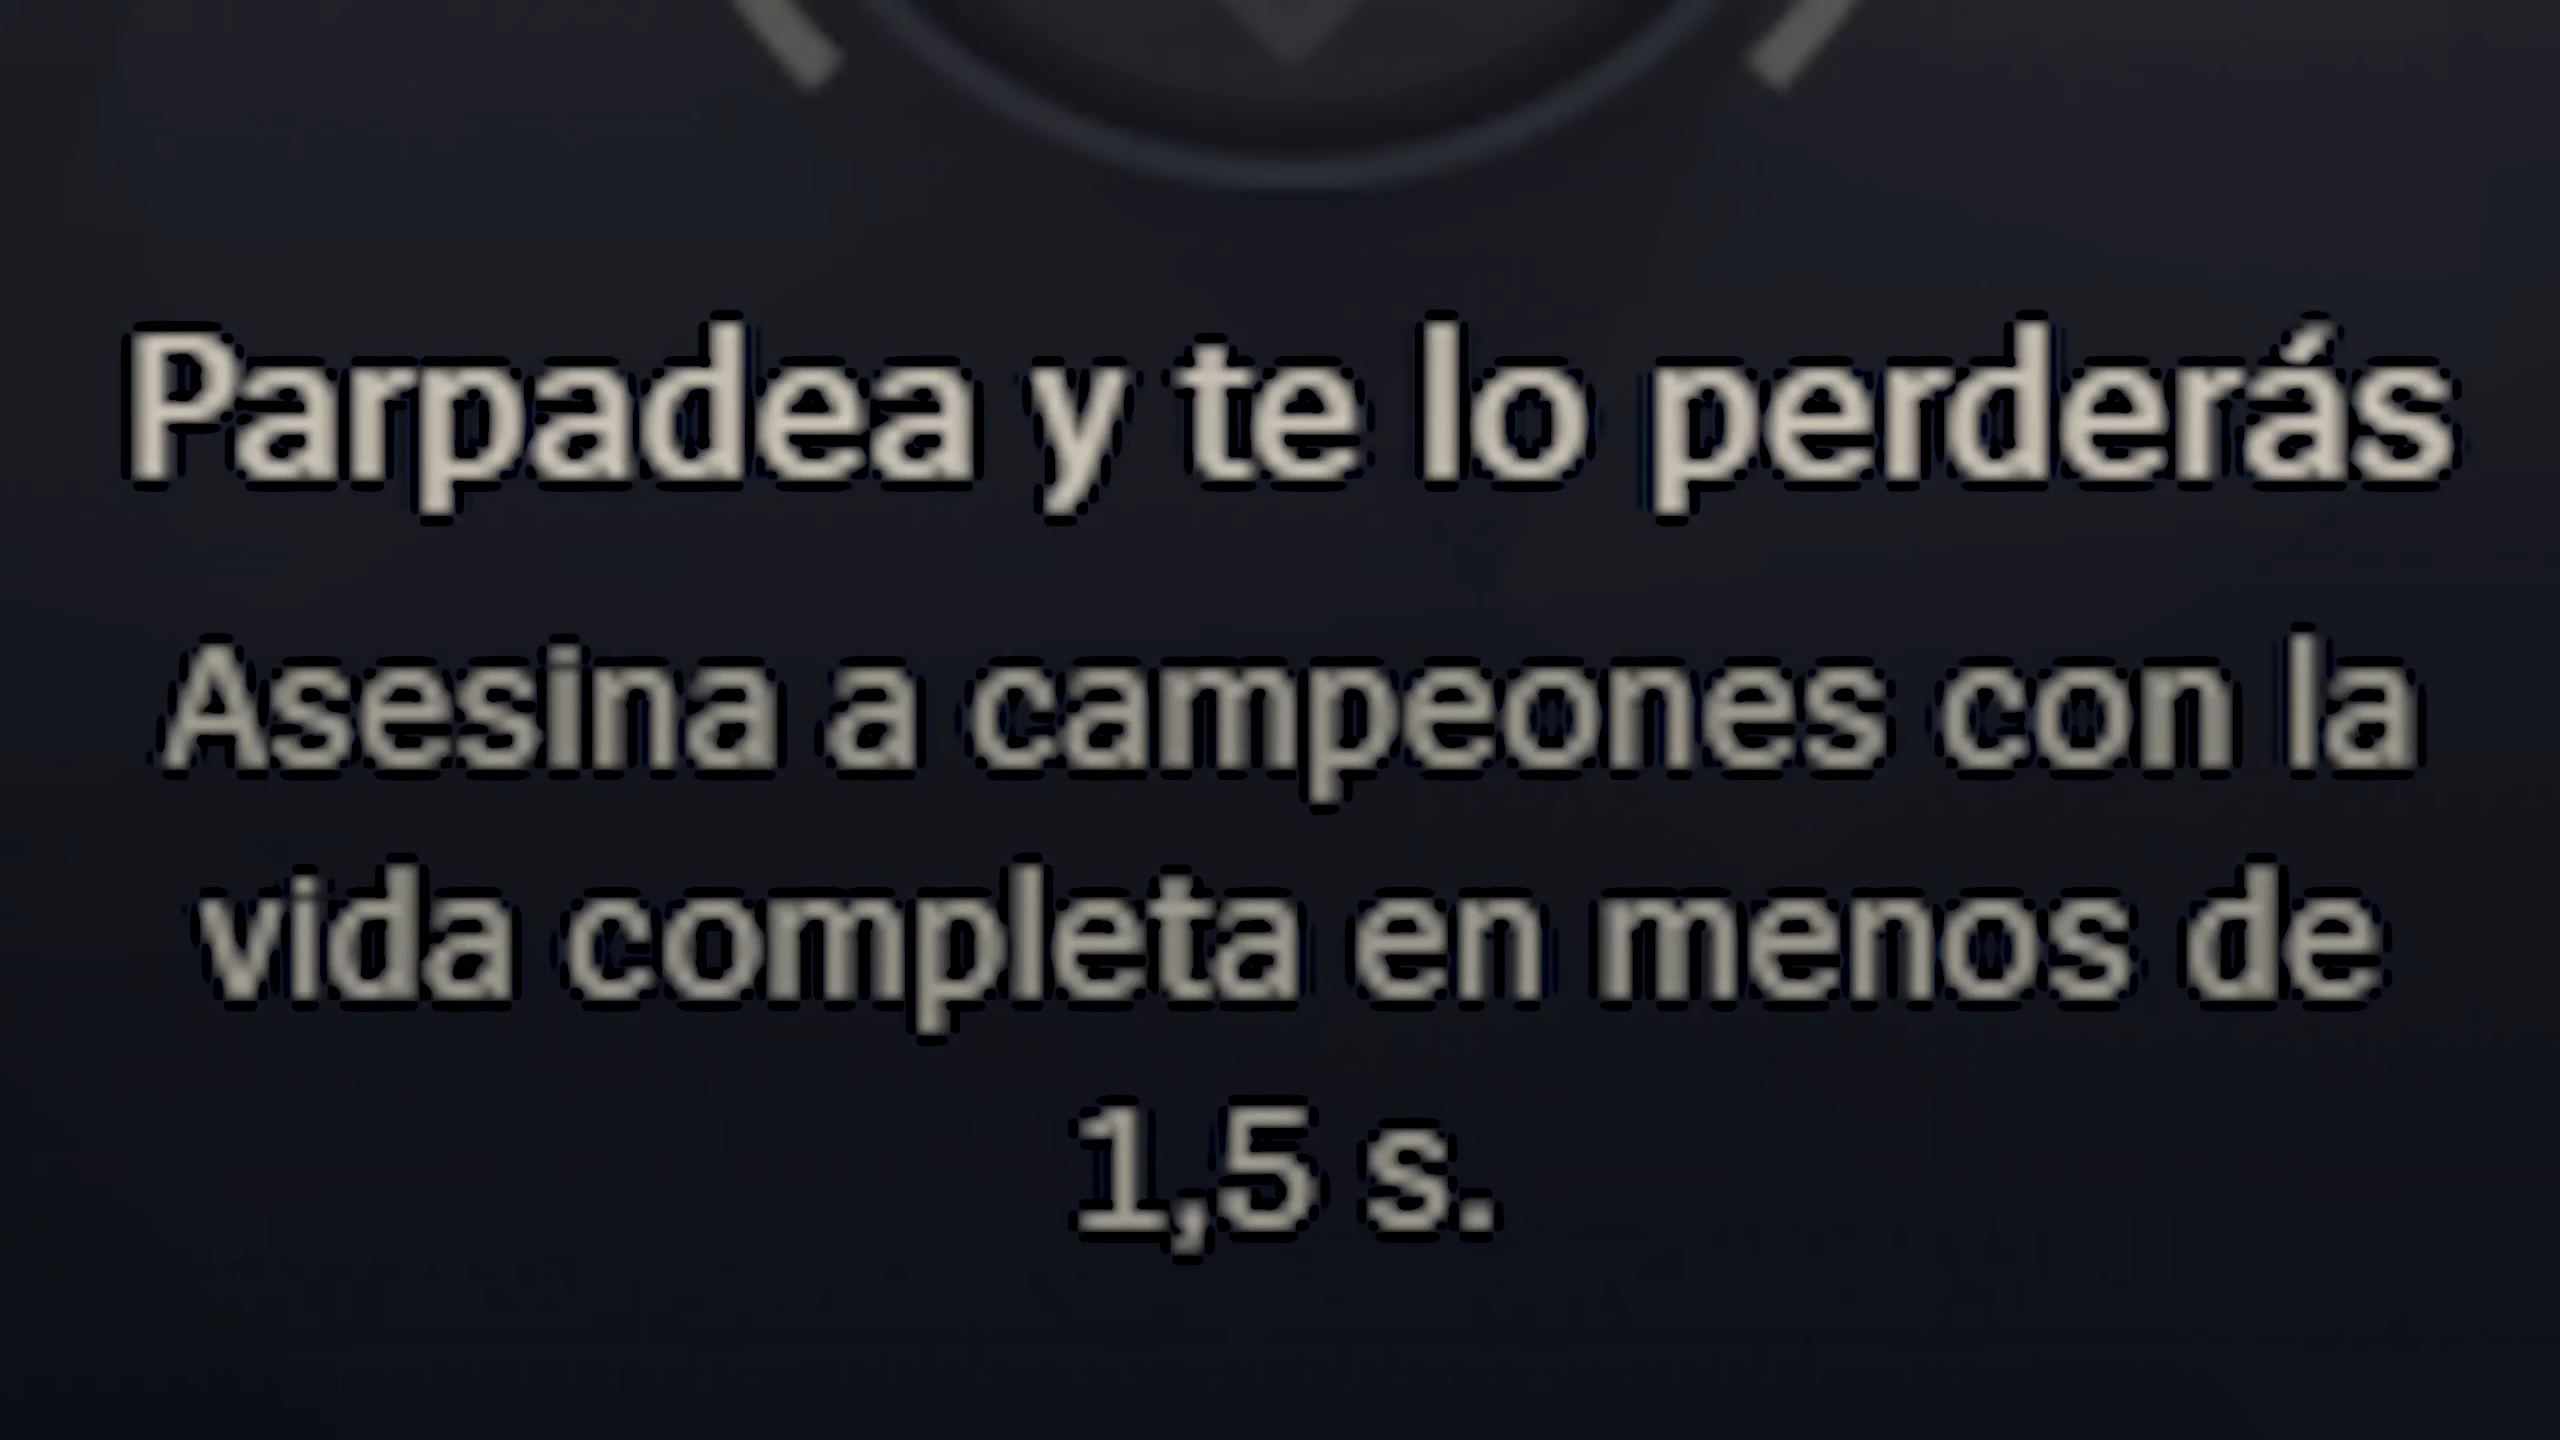 Parpadea y te lo perderás
Asesina a campeones con la
vida completa en menos de
1,5 s.